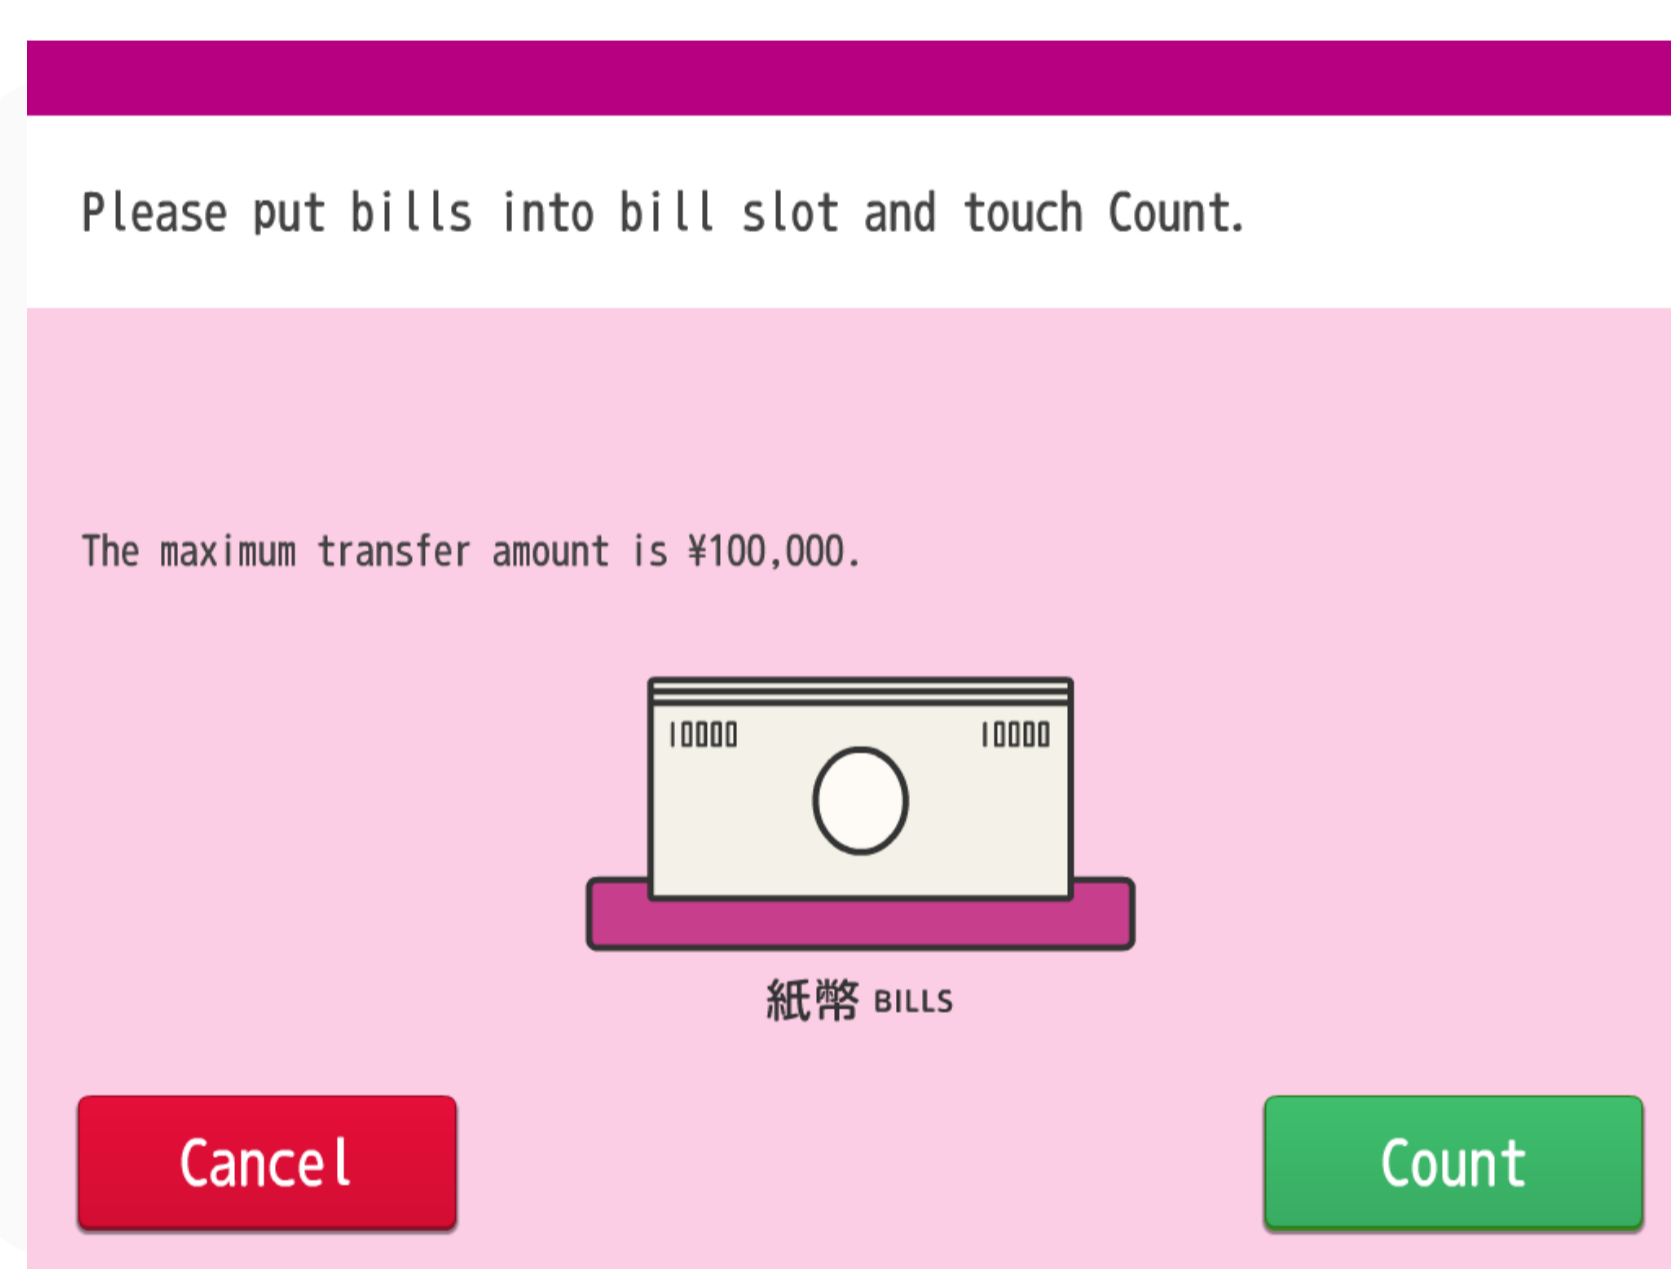 Please put bills into bill slot and touch Count.
The maximum transfer amount is ¥100,000.
10000 10000
紙幣 BILLS
Cancel Count